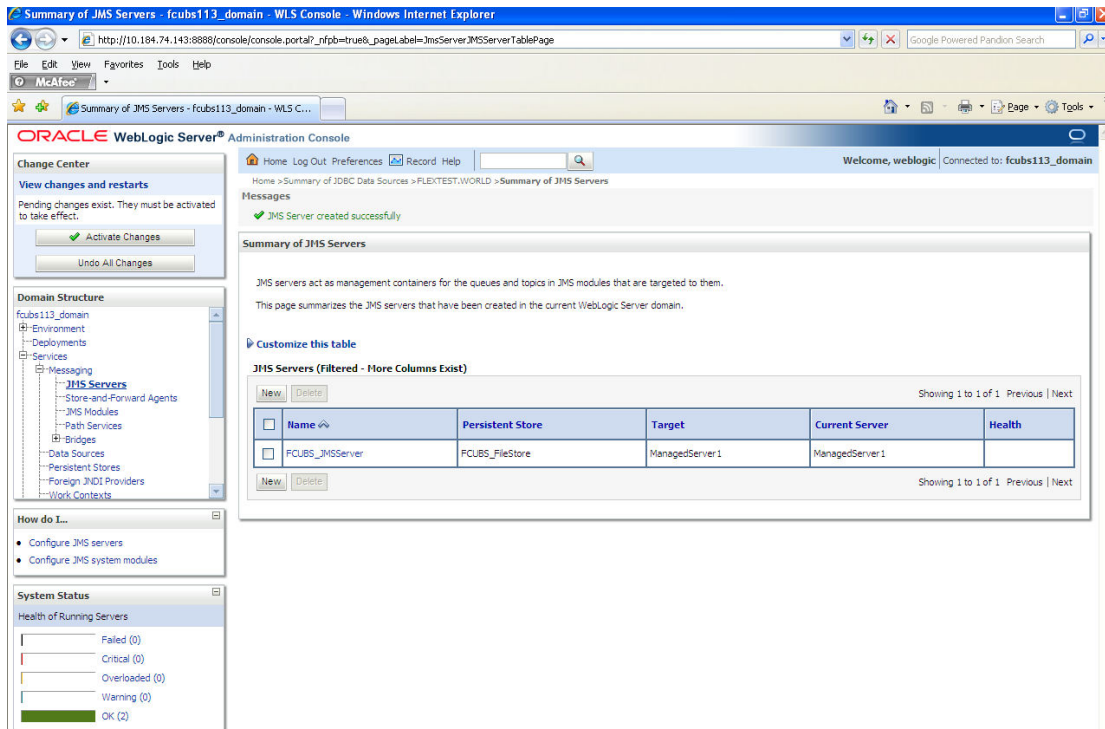 Summary of JMS Servers - fcubs113_domain - WLS Console - Windows Internet Explorer
http://10.184.74.143:8888/console/console.portal?_nfpb=true&_pageLabel=JmsServerJMSServerTablePage
Google Powered Pandion Search
File Edit View Favorites Tools Help
McAfee
Summary of JMS Servers - fcubs113_domain - WLS C...
Page Tools
ORACLE WebLogic Server® Administration Console
Change Center
View changes and restarts
Pending changes exist. They must be activated
to take effect.
Activate Changes
Undo All Changes
Domain Structure
fcubs113_domain
Environment
Deployments
Services
Messaging
JMS Servers
Store-and-Forward Agents
JMS Modules
Path Services
Bridges
Data Sources
Persistent Stores
Foreign JNDI Providers
Work Contexts
How do I...
Configure JMS servers
Configure JMS system modules
System Status
Health of Running Servers
Failed (0)
Critical (0)
Overloaded (0)
Warning (0)
OK (2)
Home Log Out Preferences Record Help
Welcome, weblogic Connected to: fcubs113_domain
Home >Summary of JDBC Data Sources >FLEXTEST.WORLD >Summary of JMS Servers
Messages
JMS Server created successfully
Summary of JMS Servers
JMS servers act as management containers for the queues and topics in JMS modules that are targeted to them.
This page summarizes the JMS servers that have been created in the current WebLogic Server domain.
Customize this table
JMS Servers (Filtered - More Columns Exist)
New Delete Showing 1 to 1 of 1 Previous | Next
Name Persistent Store Target Current Server Health
FCUBS_JMSServer FCUBS_FileStore ManagedServer1 ManagedServer1
New Delete Showing 1 to 1 of 1 Previous | Next